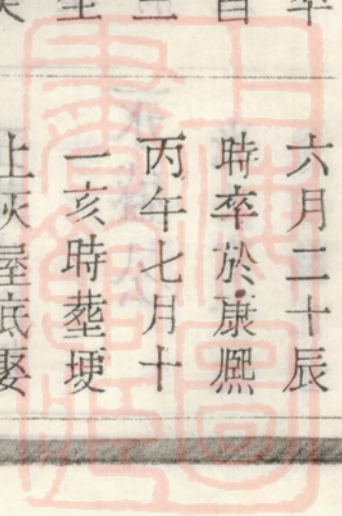 六月二十辰
時卒於康熙
丙午七月十
一亥時塟埂
上炏屋底娶